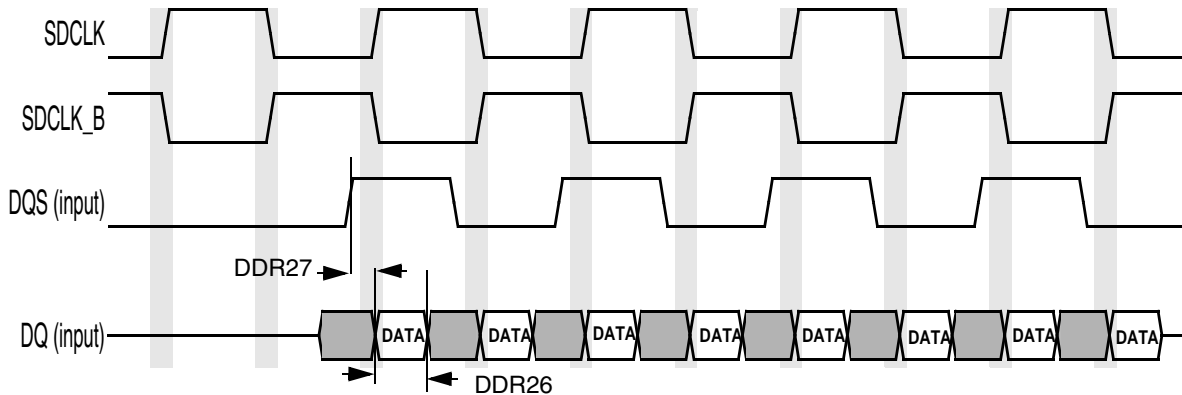 SDCLK
SDCLK_B
DQS (input)
DDR27
DQ (input) DATA DATA DATA DATA DATA DATA DATA DATA
DDR26